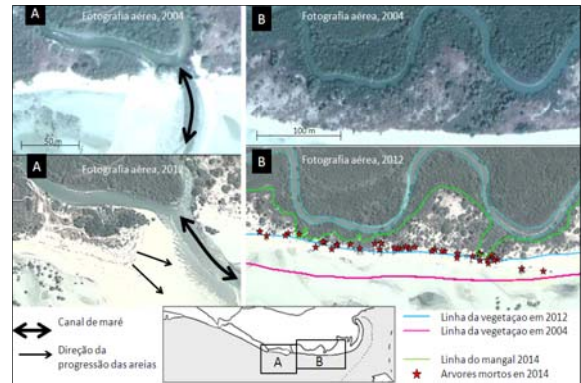 A
Fotografia aérea, 2004
50 m
B
Fotografia aérea, 2004
100 m
A
Fotografia aérea, 2012
B
Fotografia aérea, 2012
Canal de maré
Direção da
progressão das areias
A
B
Linha da vegetaçao em 2012
Linha da vegetaçao em 2004
Linha do mangal 2014
Arvores mortos en 2014